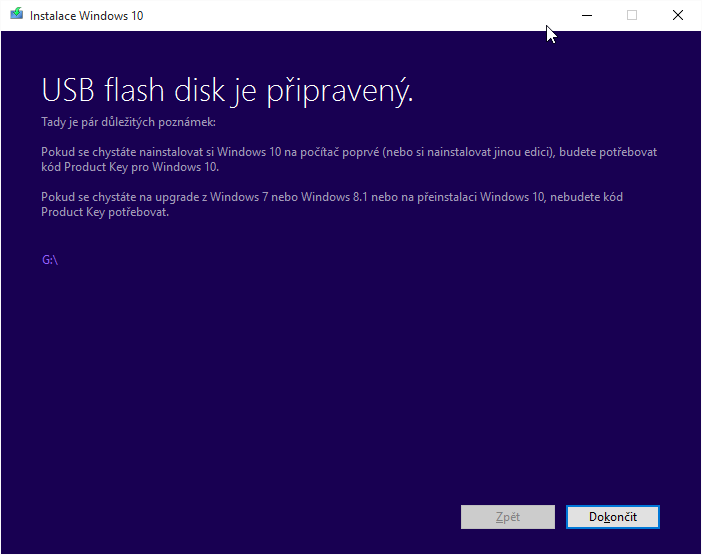 Instalace Windows 10
USB flash disk je připravený.
Tady je pár důležitých poznámek:
Pokud se chystáte nainstalovat si Windows 10 na počítač poprvé (nebo si nainstalovat jinou edici), budete potřebovat
kód Product Key pro Windows 10.
Pokud se chystáte na upgrade z Windows 7 nebo Windows 8.1 nebo na přeinstalaci Windows 10, nebudete kód
Product Key potřebovat.
G:\
Zpět
Dokončit